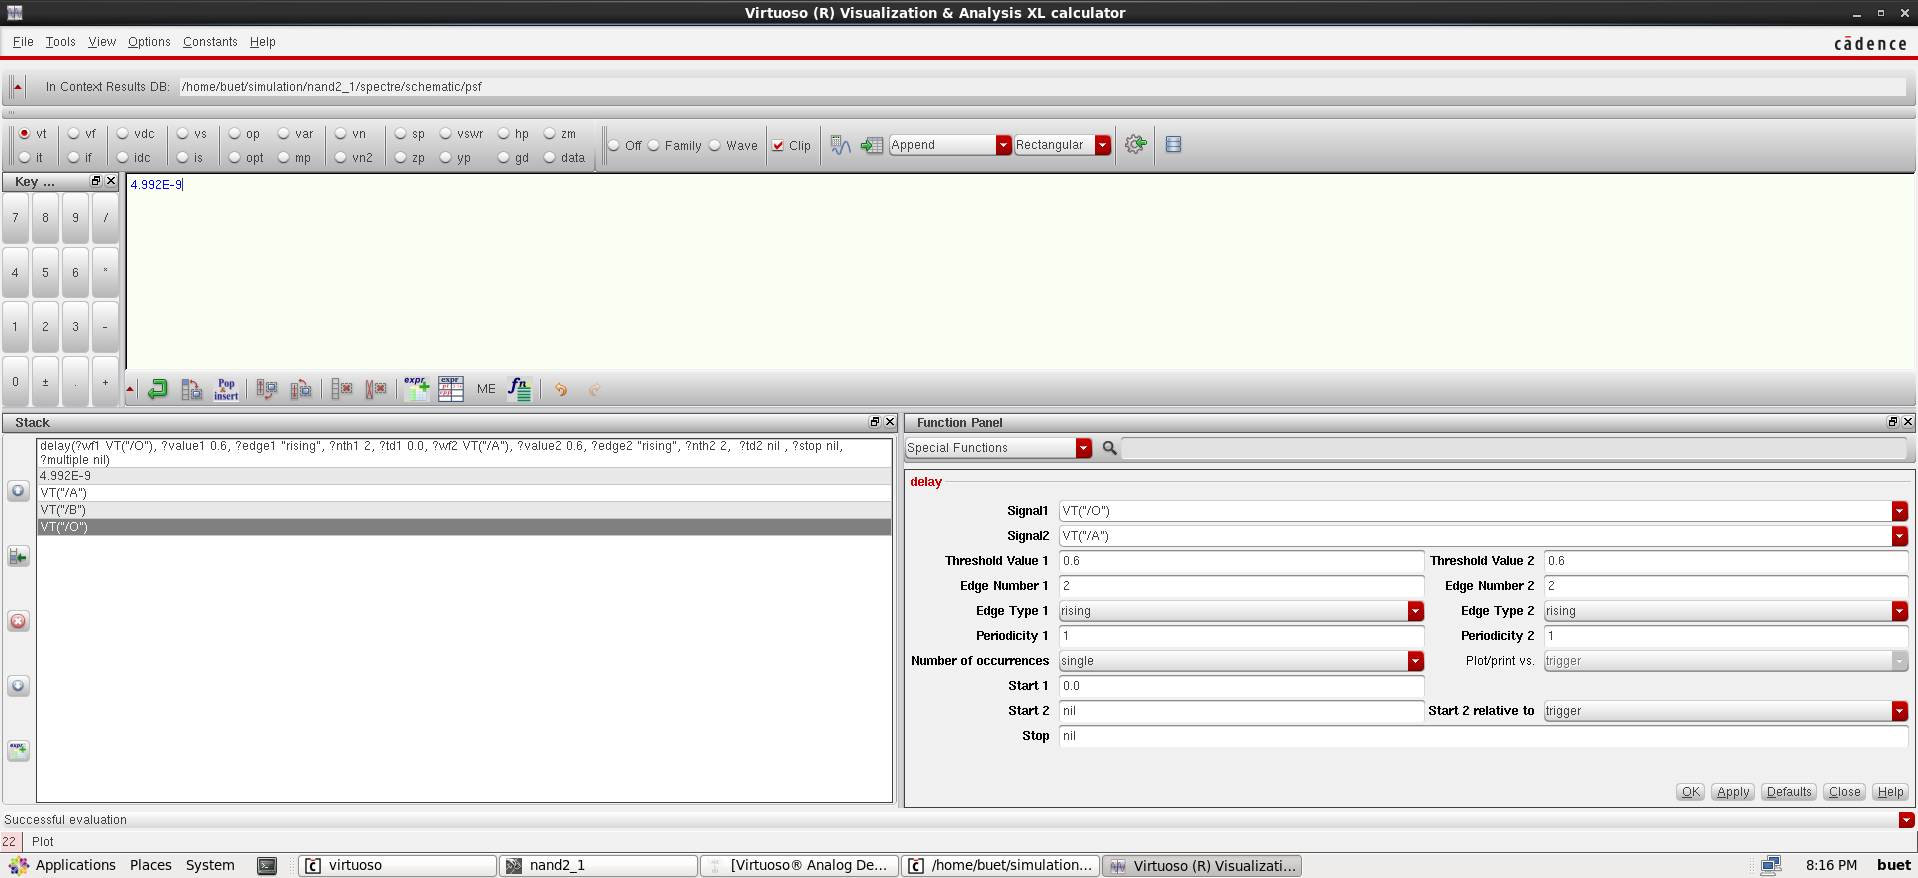 Virtuoso (R) Visualization & Analysis XL calculator
File Tools View Options Constants Help
cādence
In Context Results DB: /home/buet/simulation/nand2_1/spectre/schematic/psf
vt vf vdc vs op var vn sp vswr hp zm
it if idc is opt mp vn2 zp yp gd data
Off Family Wave Clip Append Rectangular
Key ...
4.992E-9
7 8 9 /
4 5 6 *
1 2 3 -
0 ± . +
Pop & insert
expr
expr
ME
fn
Stack
delay(?wf1 VT("/O"), ?value1 0.6, ?edge1 "rising", ?nth1 2, ?td1 0.0, ?wf2 VT("/A"), ?value2 0.6, ?edge2 "rising", ?nth2 2,  ?td2 nil , ?stop nil,
?multiple nil)
4.992E-9
VT("/A")
VT("/B")
VT("/O")
expr
Function Panel
Special Functions
delay
Signal1 VT("/O")
Signal2 VT("/A")
Threshold Value 1 0.6 Threshold Value 2 0.6
Edge Number 1 2 Edge Number 2 2
Edge Type 1 rising Edge Type 2 rising
Periodicity 1 1 Periodicity 2 1
Number of occurrences single Plot/print vs. trigger
Start 1 0.0
Start 2 nil Start 2 relative to trigger
Stop nil
OK Apply Defaults Close Help
Successful evaluation
22 Plot
Applications Places System virtuoso nand2_1 [Virtuoso® Analog De... /home/buet/simulation... Virtuoso (R) Visualizati... 8:16 PM buet